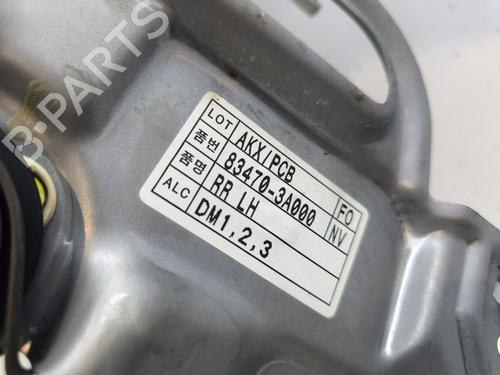 B-PARTS
LOT AKX/PCB
품번 83470-3A000 FO
품명 RR LH NV
ALC DM1,2,3